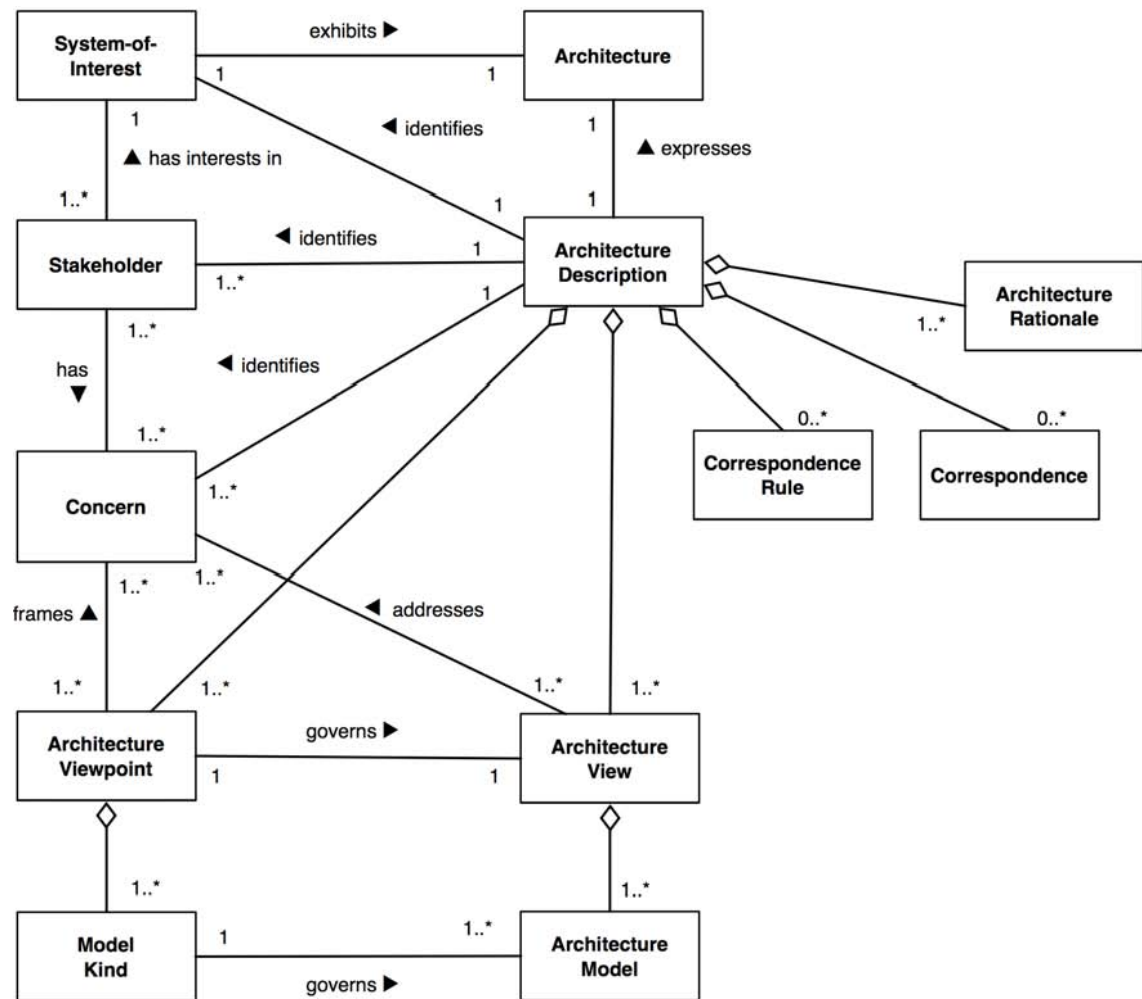 System-of-
Interest
exhibits ▶
Architecture
1
1
1
◀ identifies
1
▲ has interests in
▲ expresses
1..*
1
1
Stakeholder
◀ identifies
1
Architecture
Description
1..*
1
Architecture
Rationale
1..*
1..*
has
▼
◀ identifies
1..*
0..*
0..*
Concern
1..*
Correspondence
Rule
Correspondence
1..*
1..*
frames ▲
◀ addresses
1..*
1..*
1..*
1..*
Architecture
Viewpoint
governs ▶
Architecture
View
1
1
1..*
1..*
Model
Kind
1
1..*
Architecture
Model
governs ▶